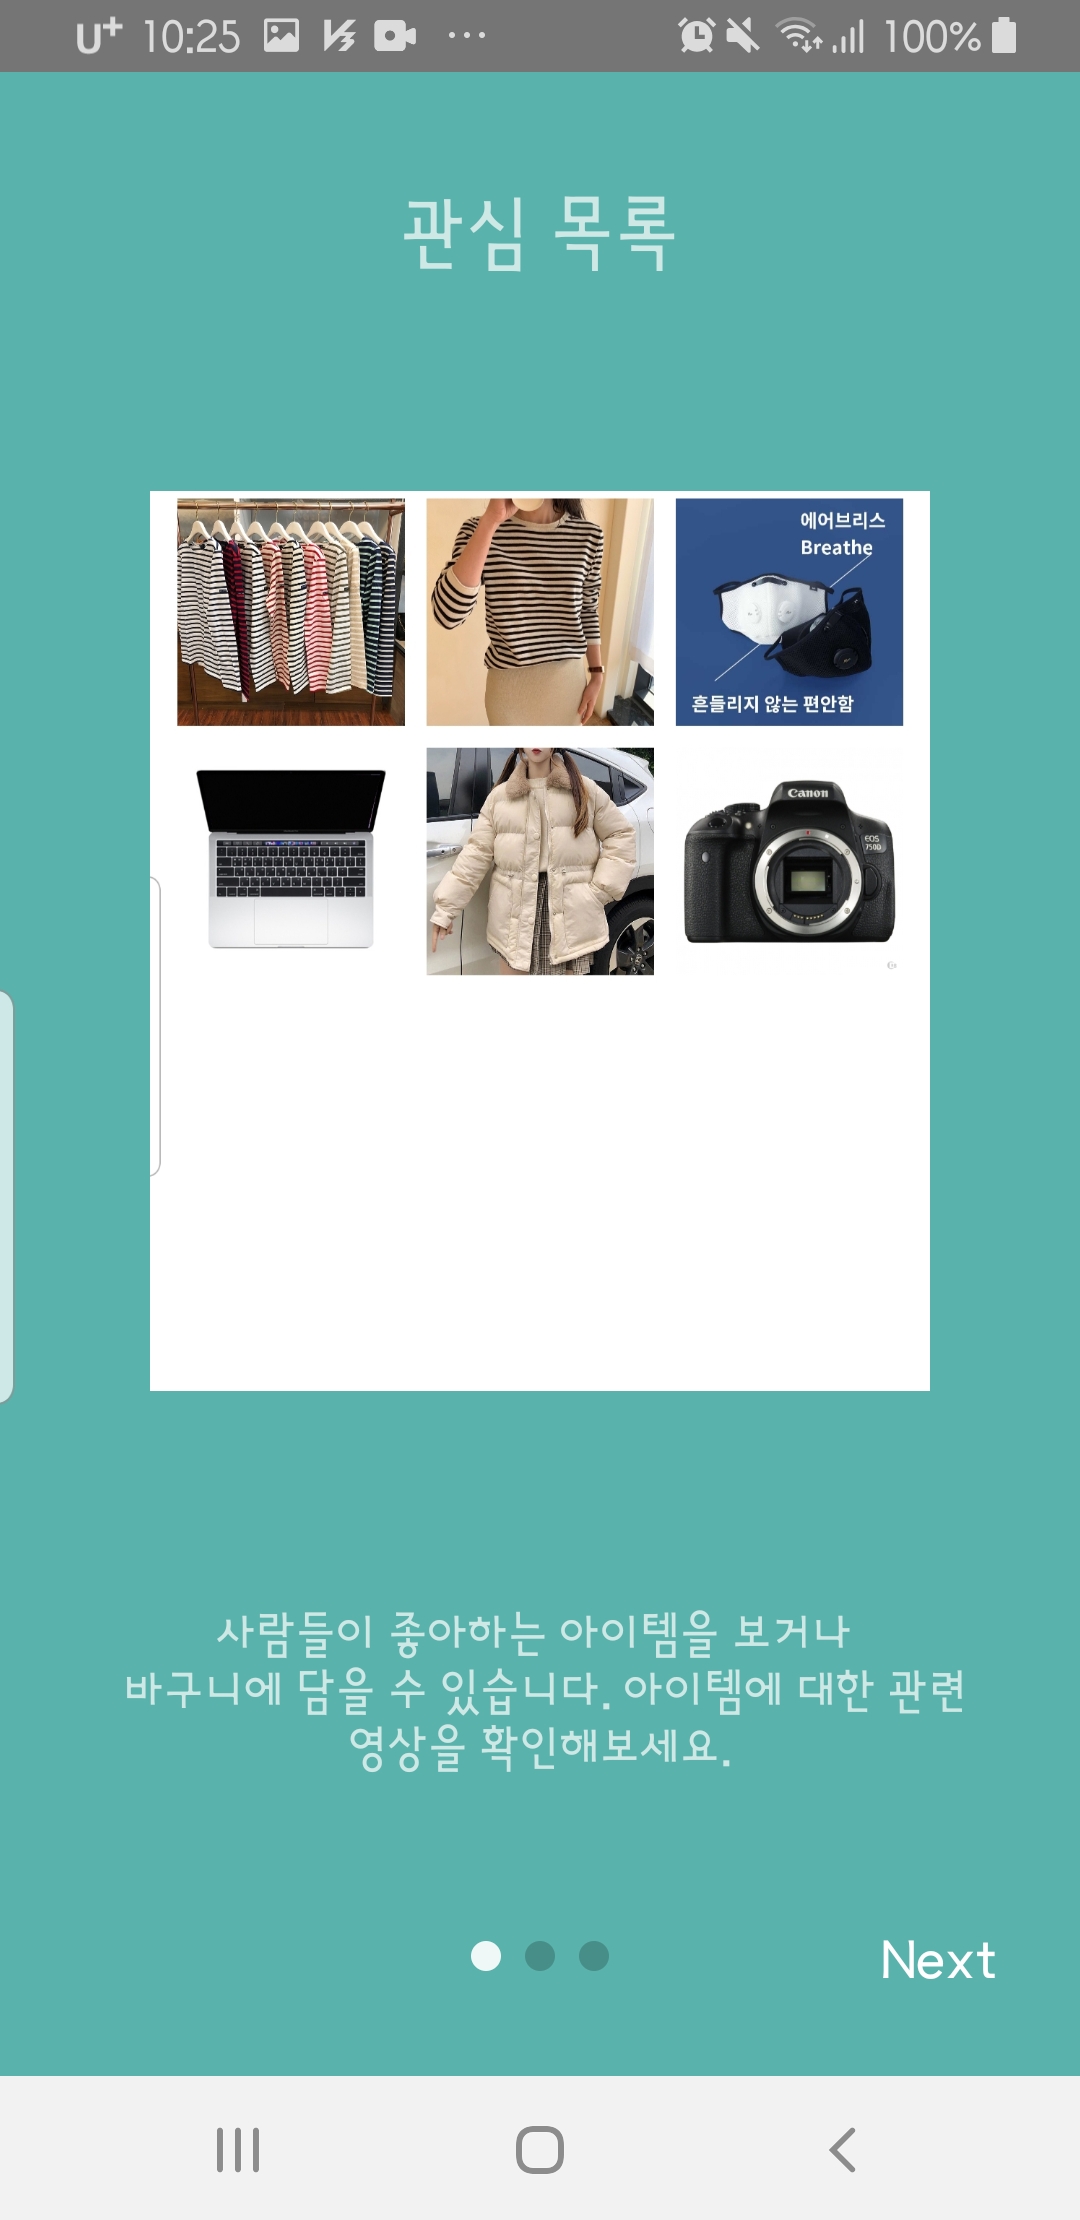 U+ 10:25 100%
관심 목록
에어브리스
Breathe
흔들리지 않는 편안함
Canon
EOS
750D
사람들이 좋아하는 아이템을 보거나
바구니에 담을 수 있습니다. 아이템에 대한 관련
영상을 확인해보세요.
Next